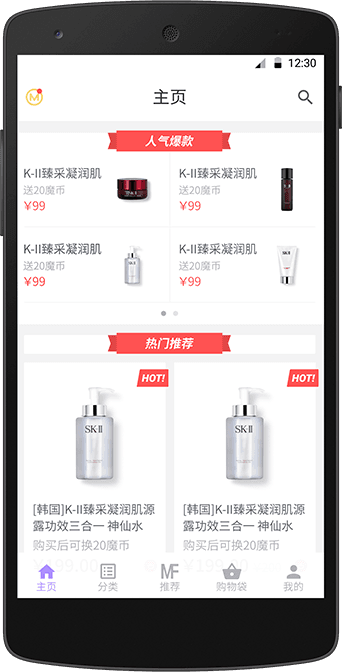 12:30
M
主页
人气爆款
K-II臻采凝润肌
送20魔币
¥99
K-II臻采凝润肌
送20魔币
¥99
K-II臻采凝润肌
送20魔币
¥99
K-II臻采凝润肌
送20魔币
¥99
热门推荐
HOT!
HOT!
SK-II
SK-II
[韩国]K-II臻采凝润肌源
露功效三合一 神仙水
购买后可换20魔币
[韩国]K-II臻采凝润肌源
露功效三合一 神仙水
购买后可换20魔币
主页
分类
MF
推荐
购物袋
我的